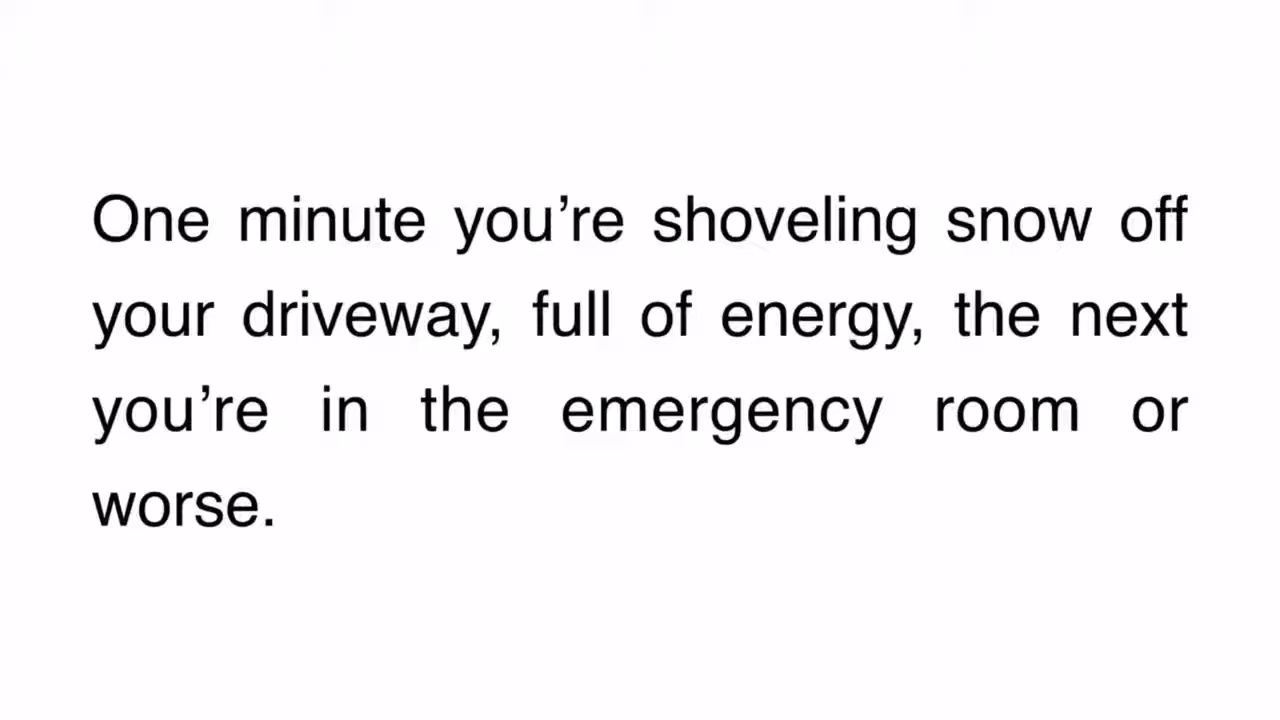 One minute you’re shoveling snow off
your driveway, full of energy, the next
you’re in the emergency room or
worse.